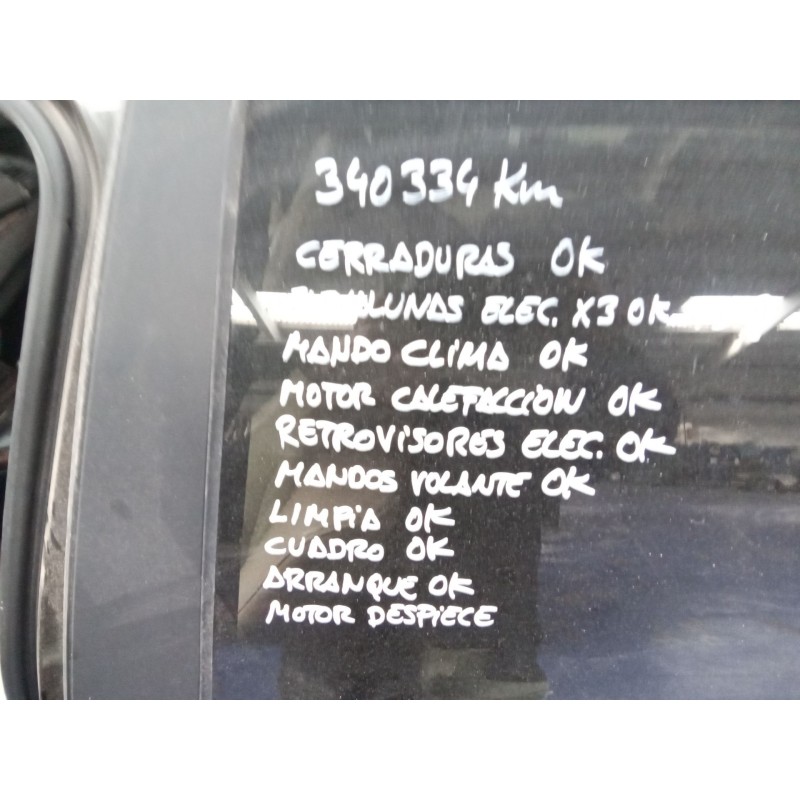 340334 Km
CERRADURAS OK
ELEVALUNAS ELEC. X3 OK
MANDO CLIMA OK
MOTOR CALEFACCION OK
RETROVISORES ELEC. OK
MANDOS VOLANTE OK
LIMPIA OK
CUADRO OK
ARRANQUE OK
MOTOR DESPIECE